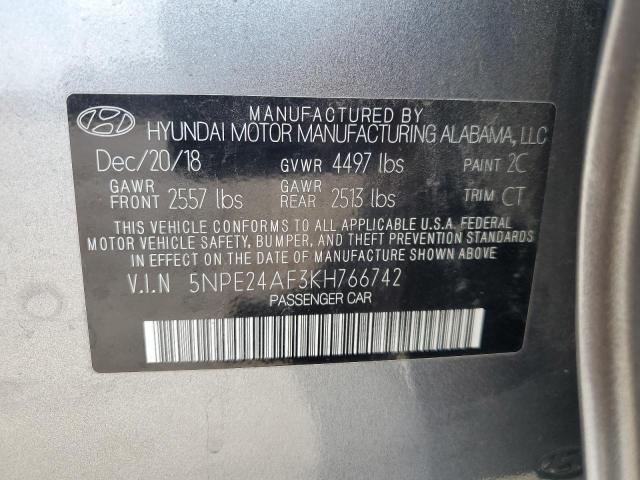 MANUFACTURED BY
HYUNDAI MOTOR MANUFACTURING ALABAMA, LLC
Dec/20/18 GVWR 4497 lbs PAINT 2C
GAWR FRONT 2557 lbs GAWR REAR 2513 lbs TRIM CT
THIS VEHICLE CONFORMS TO ALL APPLICABLE U.S.A. FEDERAL
MOTOR VEHICLE SAFETY, BUMPER, AND THEFT PREVENTION STANDARDS
IN EFFECT ON THE DATE OF MANUFACTURE SHOWN ABOVE.
V.I.N 5NPE24AF3KH766742
PASSENGER CAR